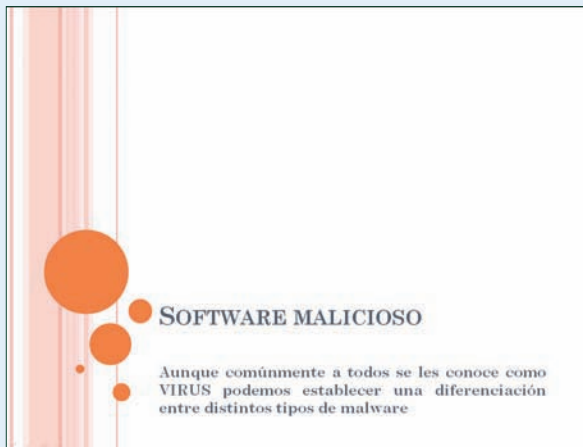 SOFTWARE MALICIOSO
Aunque comúnmente a todos se les conoce como
VIRUS podemos establecer una diferenciación
entre distintos tipos de malware